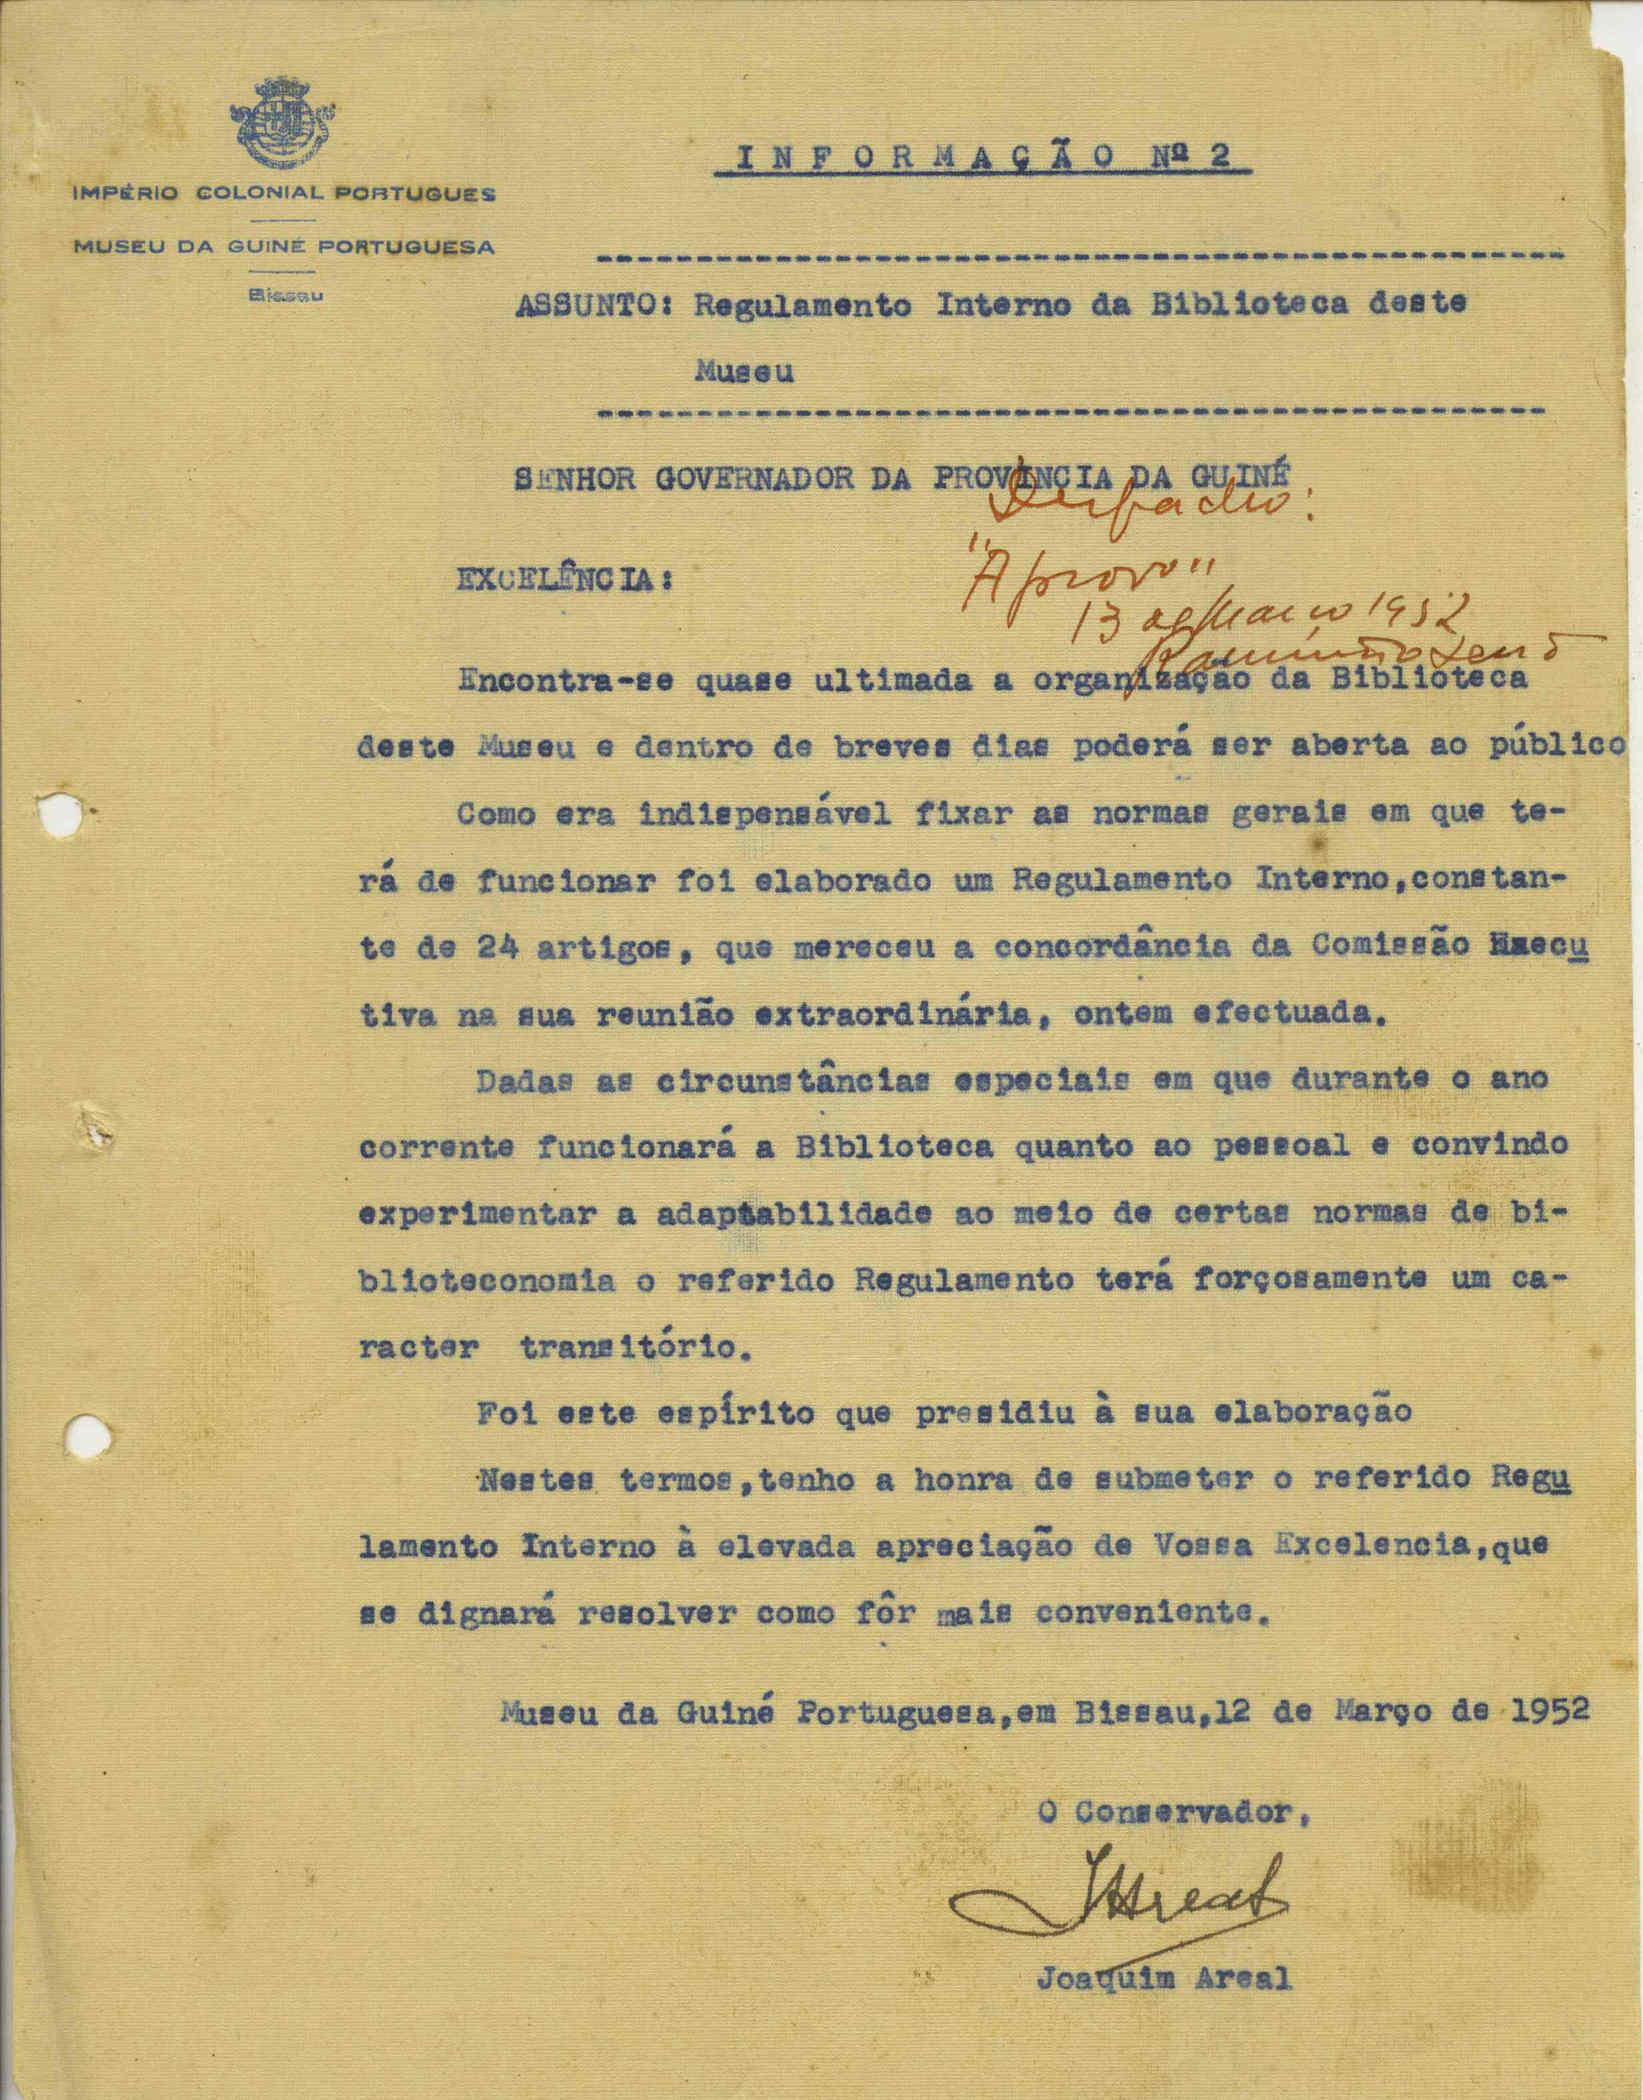 IMPÉRIO COLONIAL PORTUGUES
MUSEU DA GUINÉ PORTUGUESA
Bissau
INFORMAÇÃO Nº 2
ASSUNTO: Regulamento Interno da Biblioteca deste
Museu
SENHOR GOVERNADOR DA PROVÍNCIA DA GUINÉ
Despacho:
"Aprovo"
EXCELÊNCIA:
13 de Março 1952
Encontra-se quase ultimada a organização da Biblioteca
deste Museu e dentro de breves dias poderá ser aberta ao público
Como era indispensável fixar as normas gerais em que te-
rá de funcionar foi elaborado um Regulamento Interno,constan-
te de 24 artigos, que mereceu a concordância da Comissão Execu
tiva na sua reunião extraordinária, ontem efectuada.
Dadas as circunstâncias especiais em que durante o ano
corrente funcionará a Biblioteca quanto ao pessoal e convindo
experimentar a adaptabilidade ao meio de certas normas de bi-
blioteconomia o referido Regulamento terá forçosamente um ca-
racter transitório.
Foi este espírito que presidiu à sua elaboração
Nestes termos,tenho a honra de submeter o referido Regu
lamento Interno à elevada apreciação de Vossa Excelencia,que
se dignará resolver como fôr mais conveniente.
Museu da Guiné Portuguesa,em Bissau,12 de Março de 1952
O Conservador,
JAreal
Joaquim Areal